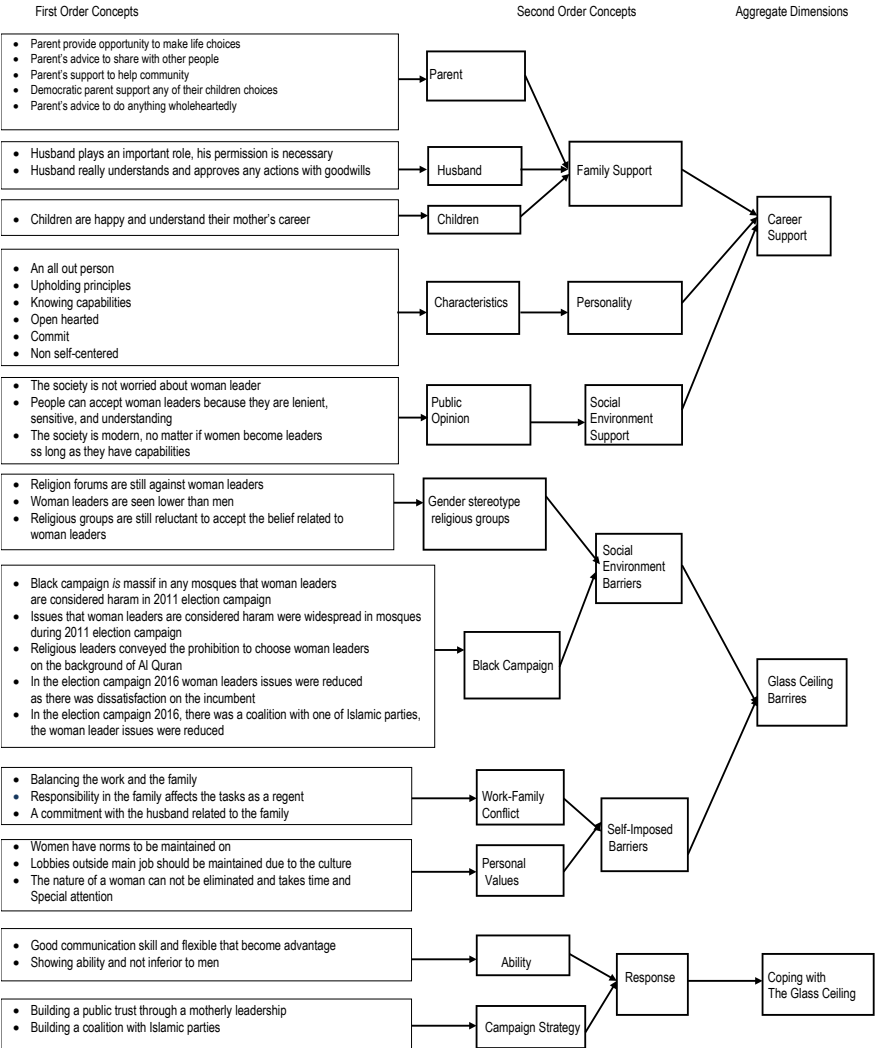 First Order Concepts
Second Order Concepts
Aggregate Dimensions
• Parent provide opportunity to make life choices
• Parent's advice to share with other people
• Parent's support to help community
• Democratic parent support any of their children choices
• Parent's advice to do anything wholeheartedly
Parent
• Husband plays an important role, his permission is necessary
• Husband really understands and approves any actions with goodwills
Husband
Family Support
• Children are happy and understand their mother's career
Children
Career
Support
• An all out person
• Upholding principles
• Knowing capabilities
• Open hearted
• Commit
• Non self-centered
Characteristics
Personality
• The society is not worried about woman leader
• People can accept woman leaders because they are lenient,
sensitive, and understanding
• The society is modern, no matter if women become leaders
ss long as they have capabilities
Public
Opinion
Social
Environment
Support
• Religion forums are still against woman leaders
• Woman leaders are seen lower than men
• Religious groups are still reluctant to accept the belief related to
woman leaders
Gender stereotype
religious groups
Social
Environment
Barriers
• Black campaign is massif in any mosques that woman leaders
are considered haram in 2011 election campaign
• Issues that woman leaders are considered haram were widespread in mosques
during 2011 election campaign
• Religious leaders conveyed the prohibition to choose woman leaders
on the background of Al Quran
• In the election campaign 2016 woman leaders issues were reduced
as there was dissatisfaction on the incumbent
• In the election campaign 2016, there was a coalition with one of Islamic parties,
the woman leader issues were reduced
Black Campaign
Glass Ceiling
Barrires
• Balancing the work and the family
• Responsibility in the family affects the tasks as a regent
• A commitment with the husband related to the family
Work-Family
Conflict
Self-Imposed
Barriers
• Women have norms to be maintained on
• Lobbies outside main job should be maintained due to the culture
• The nature of a woman can not be eliminated and takes time and
Special attention
Personal
Values
• Good communication skill and flexible that become advantage
• Showing ability and not inferior to men
Ability
Response
Coping with
The Glass Ceiling
• Building a public trust through a motherly leadership
• Building a coalition with Islamic parties
Campaign Strategy